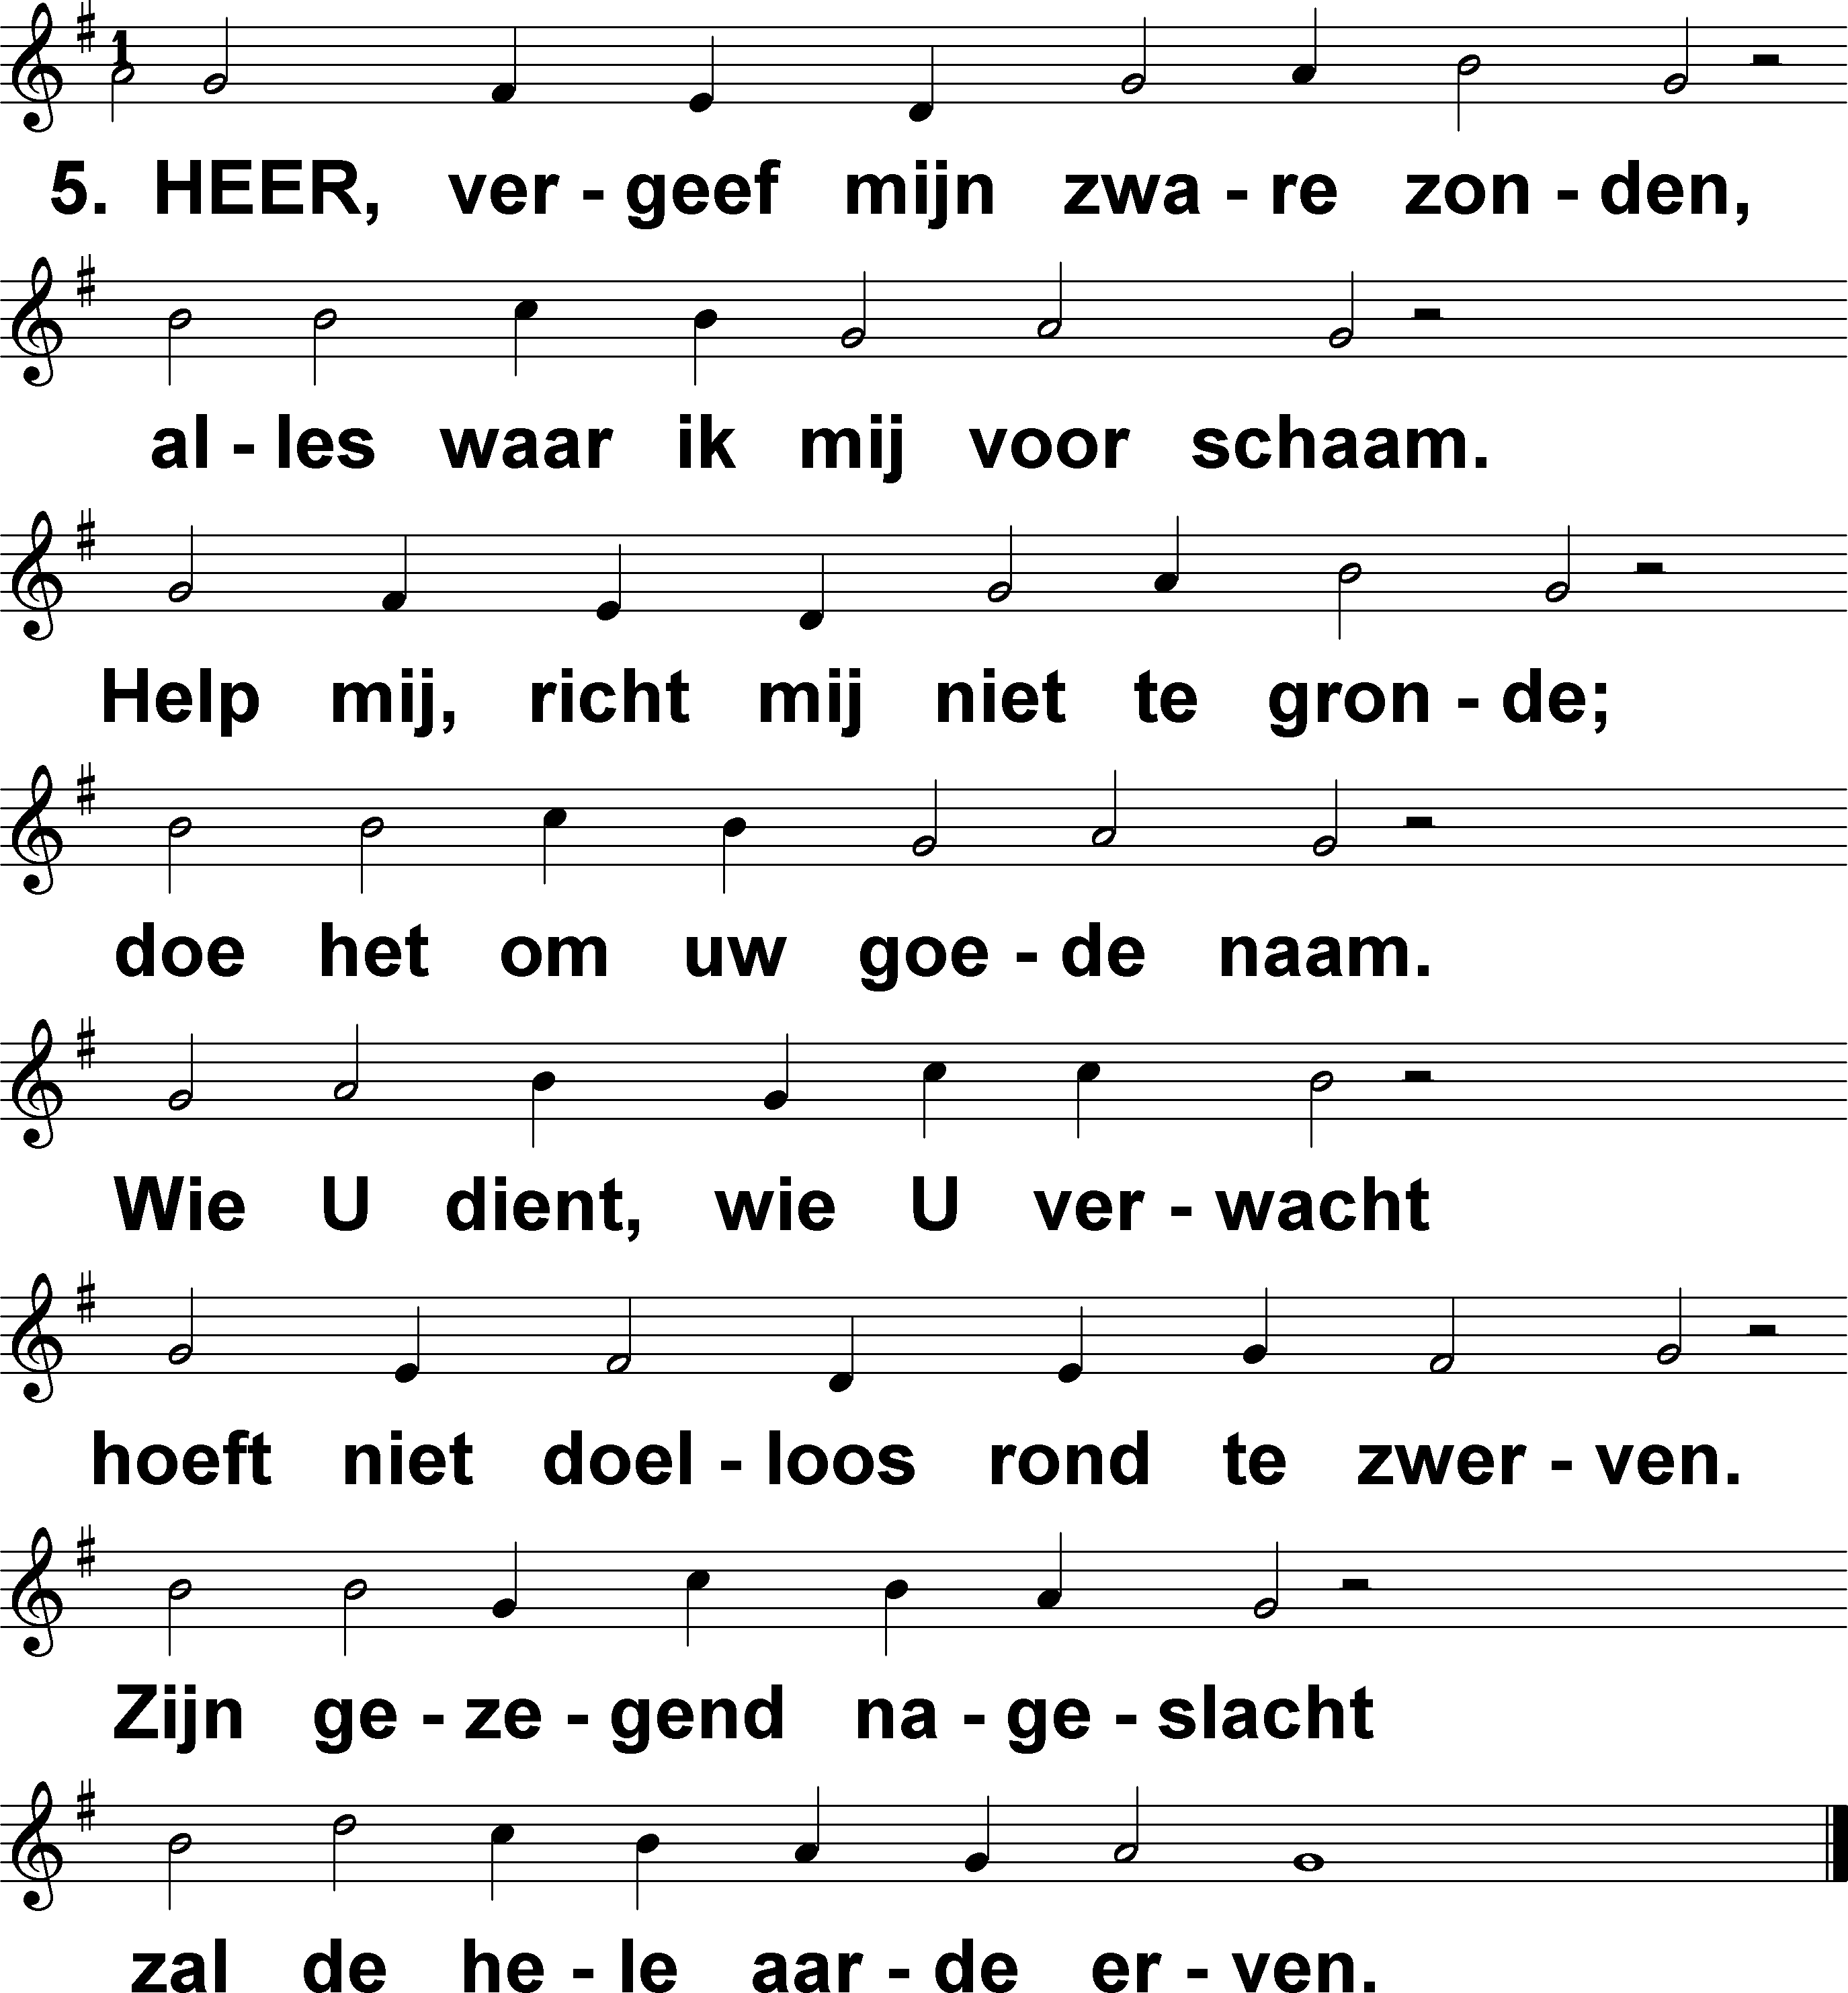 5. HEER, ver - geef mijn zwa - re zon - den,
al - les waar ik mij voor schaam.
Help mij, richt mij niet te gron - de;
doe het om uw goe - de naam.
Wie U dient, wie U ver - wacht
hoeft niet doel - loos rond te zwer - ven.
Zijn ge - ze - gend na - ge - slacht
zal de he - le aar - de er - ven.